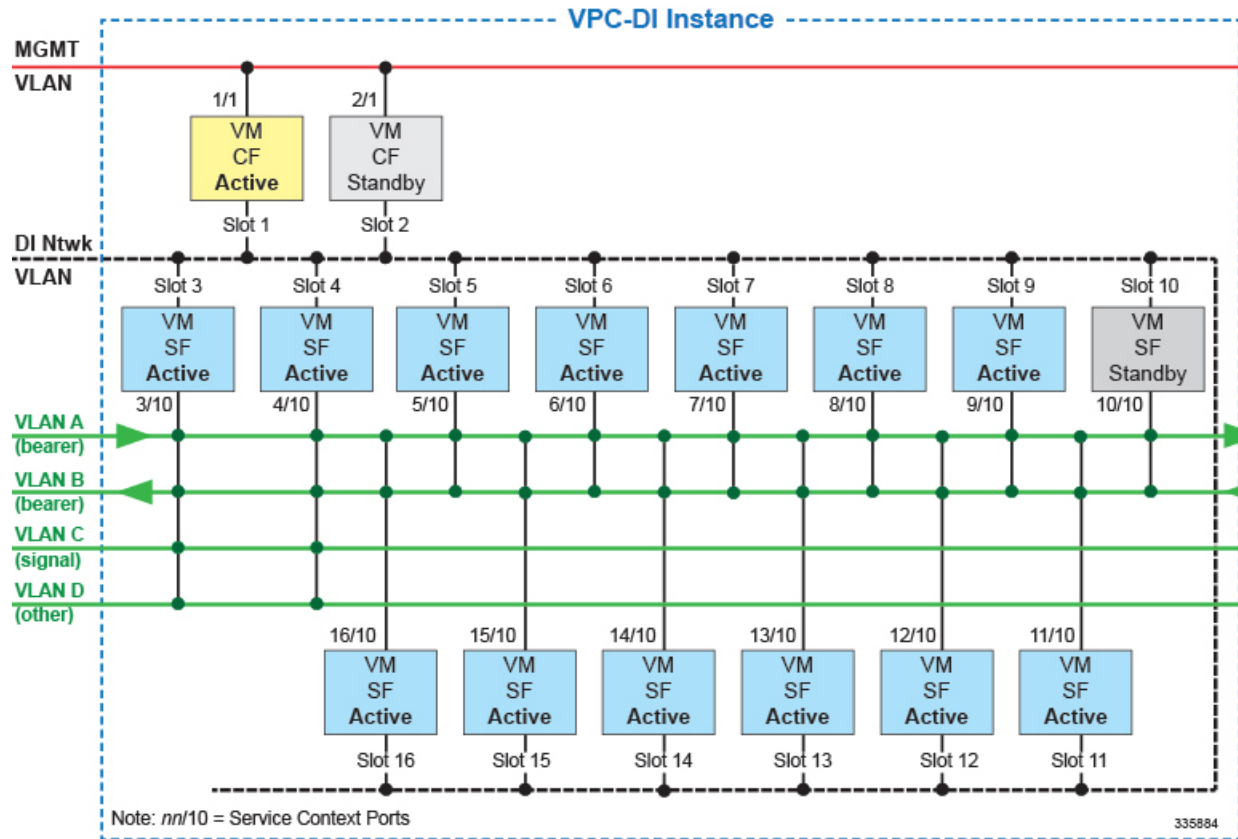 VPC-DI Instance
MGMT
VLAN
1/1
2/1
VM
CF
Active
VM
CF
Standby
Slot 1
Slot 2
DI Ntwk
VLAN
Slot 3
Slot 4
Slot 5
Slot 6
Slot 7
Slot 8
Slot 9
Slot 10
VM
SF
Active
VM
SF
Active
VM
SF
Active
VM
SF
Active
VM
SF
Active
VM
SF
Active
VM
SF
Active
VM
SF
Standby
3/10
4/10
5/10
6/10
7/10
8/10
9/10
10/10
VLAN A
(bearer)
VLAN B
(bearer)
VLAN C
(signal)
VLAN D
(other)
16/10
15/10
14/10
13/10
12/10
11/10
VM
SF
Active
VM
SF
Active
VM
SF
Active
VM
SF
Active
VM
SF
Active
VM
SF
Active
Slot 16
Slot 15
Slot 14
Slot 13
Slot 12
Slot 11
Note: nn/10 = Service Context Ports
335884